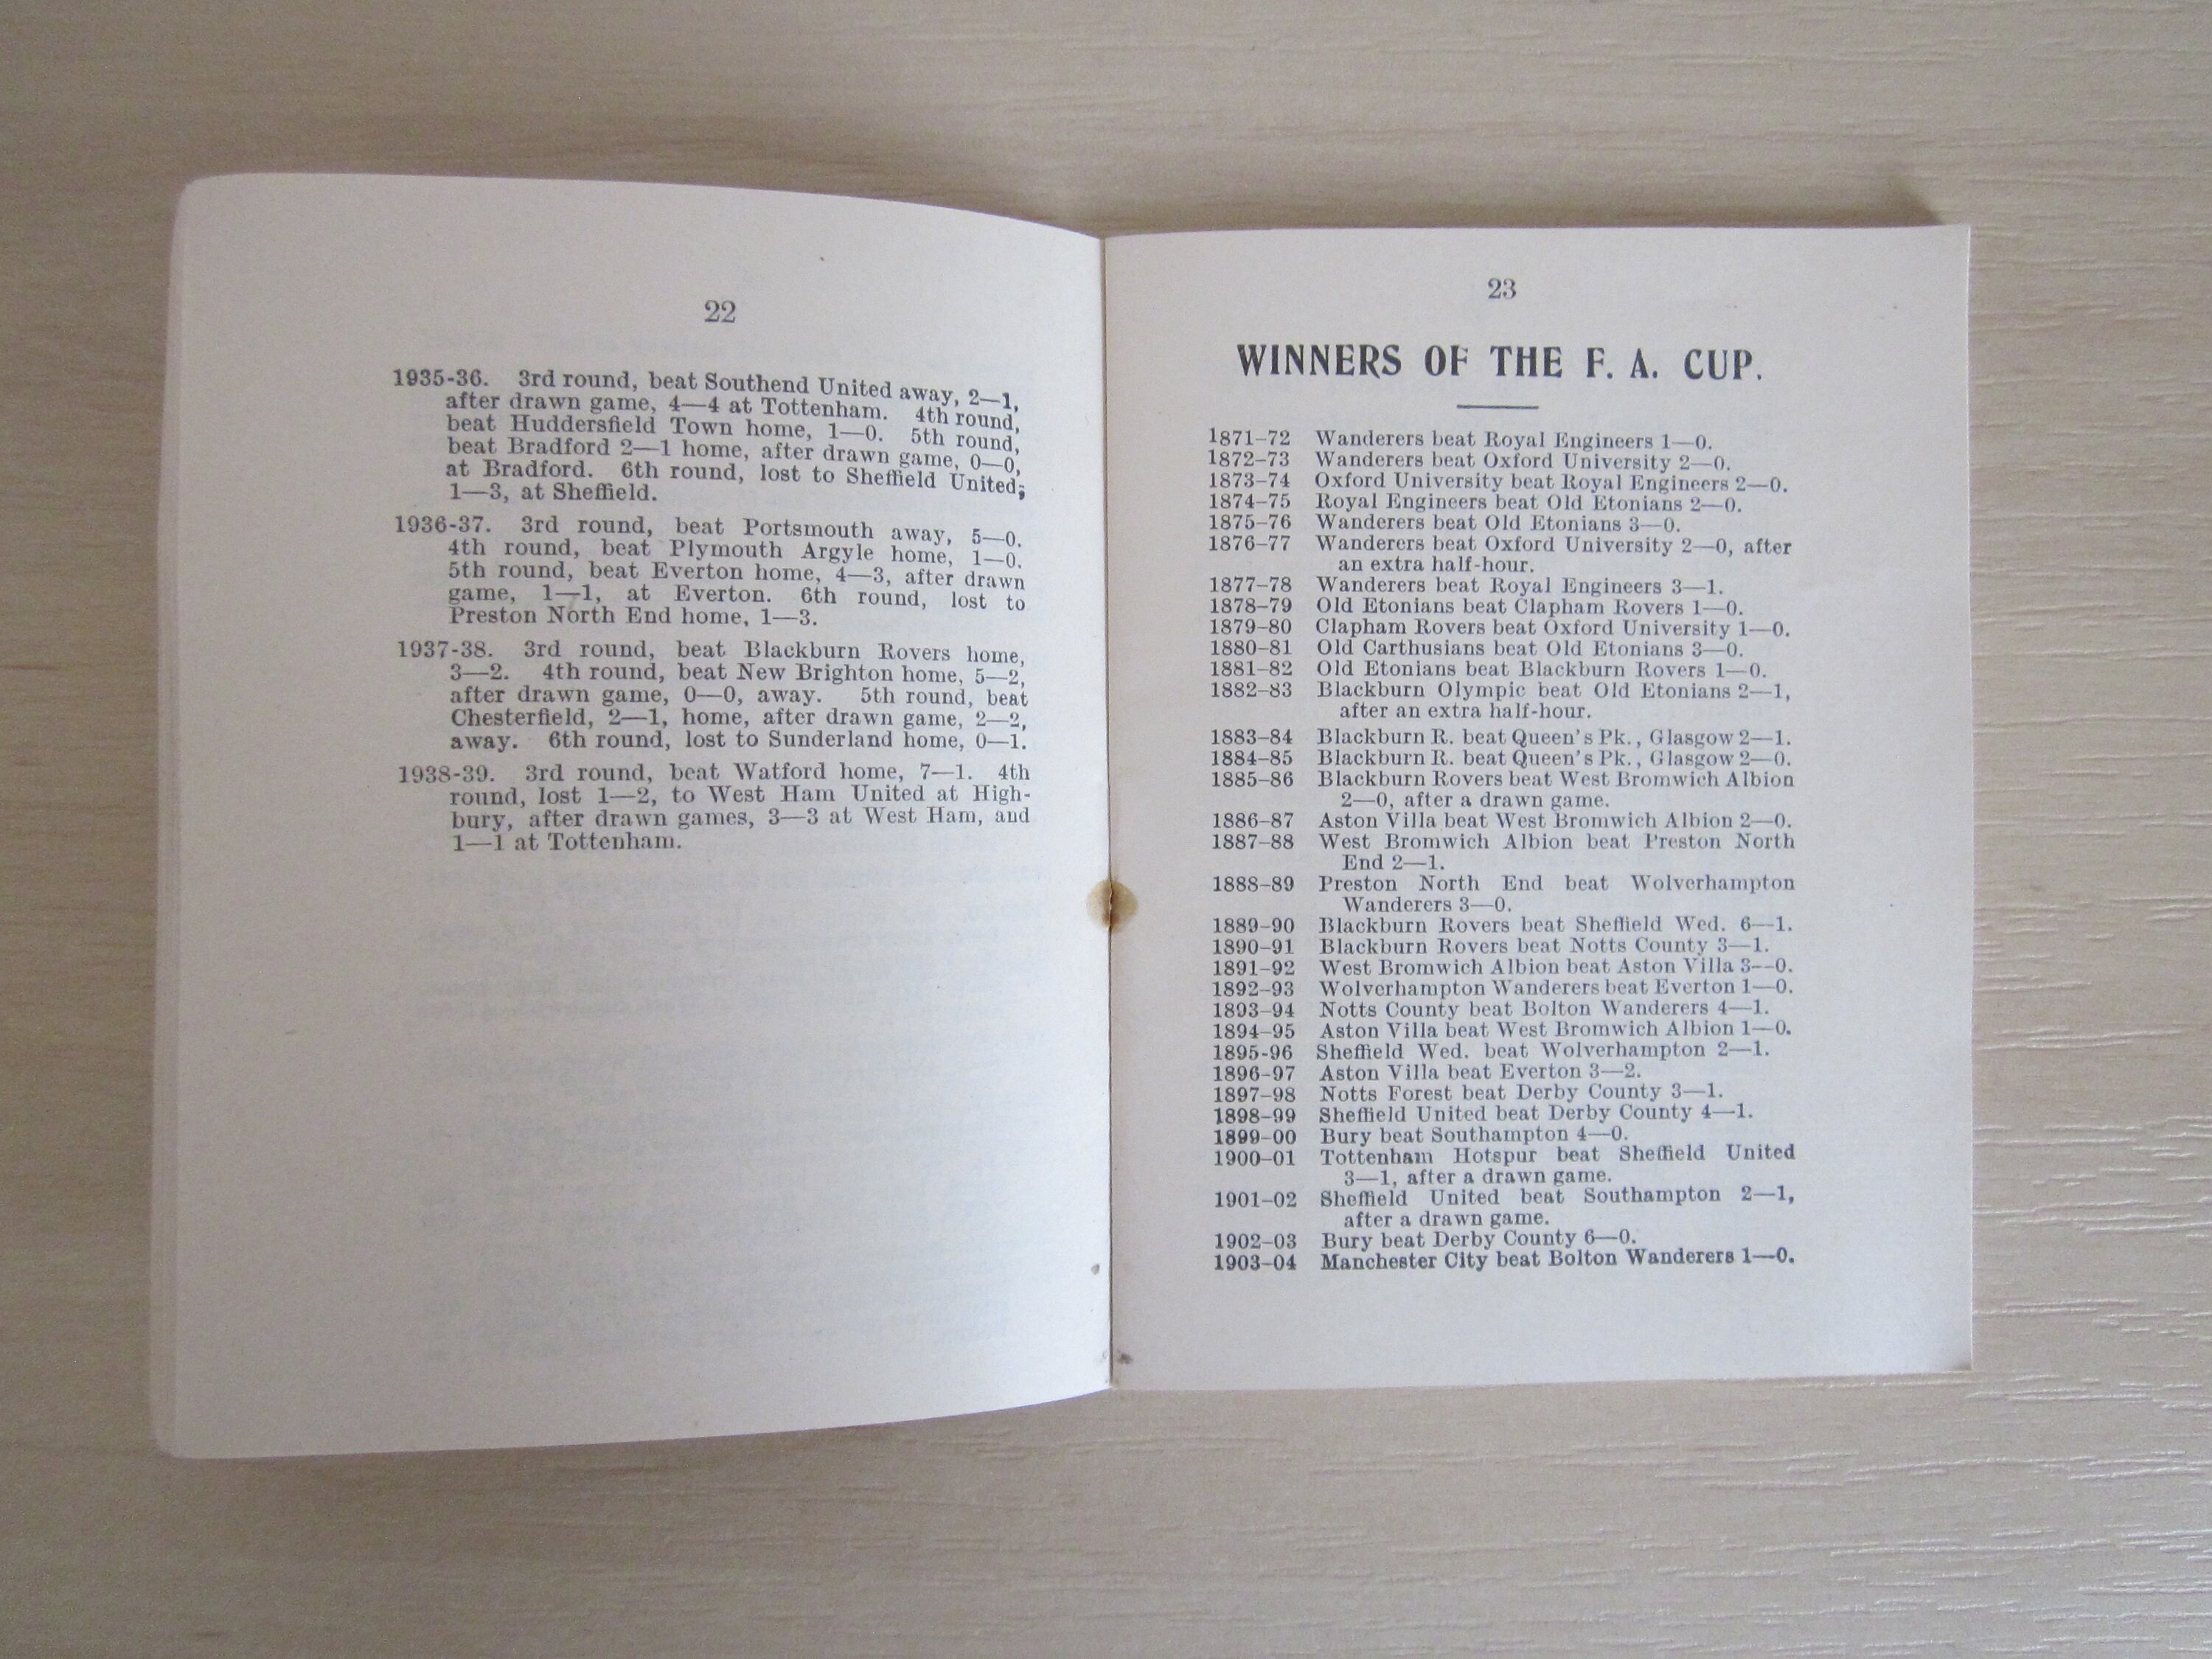 22
1935-36. 3rd round, beat Southend United away, 2—1,
after drawn game, 4—4 at Tottenham. 4th round,
beat Huddersfield Town home, 1—0. 5th round,
beat Bradford 2—1 home, after drawn game, 0—0,
at Bradford. 6th round, lost to Sheffield United;
1—3, at Sheffield.
1936-37. 3rd round, beat Portsmouth away, 5—0.
4th round, beat Plymouth Argyle home, 1—0.
5th round, beat Everton home, 4—3, after drawn
game, 1—1, at Everton. 6th round, lost to
Preston North End home, 1—3.
1937-38. 3rd round, beat Blackburn Rovers home,
3—2. 4th round, beat New Brighton home, 5—2,
after drawn game, 0—0, away. 5th round, beat
Chesterfield, 2—1, home, after drawn game, 2—2,
away. 6th round, lost to Sunderland home, 0—1.
1938-39. 3rd round, beat Watford home, 7—1. 4th
round, lost 1—2, to West Ham United at High-
bury, after drawn games, 3—3 at West Ham, and
1—1 at Tottenham.
23
WINNERS OF THE F. A. CUP.
1871–72 Wanderers beat Royal Engineers 1—0.
1872–73 Wanderers beat Oxford University 2—0.
1873–74 Oxford University beat Royal Engineers 2—0.
1874–75 Royal Engineers beat Old Etonians 2—0.
1875–76 Wanderers beat Old Etonians 3—0.
1876–77 Wanderers beat Oxford University 2—0, after
an extra half-hour.
1877–78 Wanderers beat Royal Engineers 3—1.
1878–79 Old Etonians beat Clapham Rovers 1—0.
1879–80 Clapham Rovers beat Oxford University 1—0.
1880–81 Old Carthusians beat Old Etonians 3—0.
1881–82 Old Etonians beat Blackburn Rovers 1—0.
1882–83 Blackburn Olympic beat Old Etonians 2—1,
after an extra half-hour.
1883–84 Blackburn R. beat Queen's Pk., Glasgow 2—1.
1884–85 Blackburn R. beat Queen's Pk., Glasgow 2—0.
1885–86 Blackburn Rovers beat West Bromwich Albion
2—0, after a drawn game.
1886–87 Aston Villa beat West Bromwich Albion 2—0.
1887–88 West Bromwich Albion beat Preston North
End 2—1.
1888–89 Preston North End beat Wolverhampton
Wanderers 3—0.
1889–90 Blackburn Rovers beat Sheffield Wed. 6—1.
1890–91 Blackburn Rovers beat Notts County 3—1.
1891–92 West Bromwich Albion beat Aston Villa 3—0.
1892–93 Wolverhampton Wanderers beat Everton 1—0.
1893–94 Notts County beat Bolton Wanderers 4—1.
1894–95 Aston Villa beat West Bromwich Albion 1—0.
1895-96 Sheffield Wed. beat Wolverhampton 2—1.
1896–97 Aston Villa beat Everton 3—2.
1897–98 Notts Forest beat Derby County 3—1.
1898–99 Sheffield United beat Derby County 4—1.
1899–00 Bury beat Southampton 4—0.
1900–01 Tottenham Hotspur beat Sheffield United
3—1, after a drawn game.
1901–02 Sheffield United beat Southampton 2—1,
after a drawn game.
1902–03 Bury beat Derby County 6—0.
1903–04 Manchester City beat Bolton Wanderers 1—0.